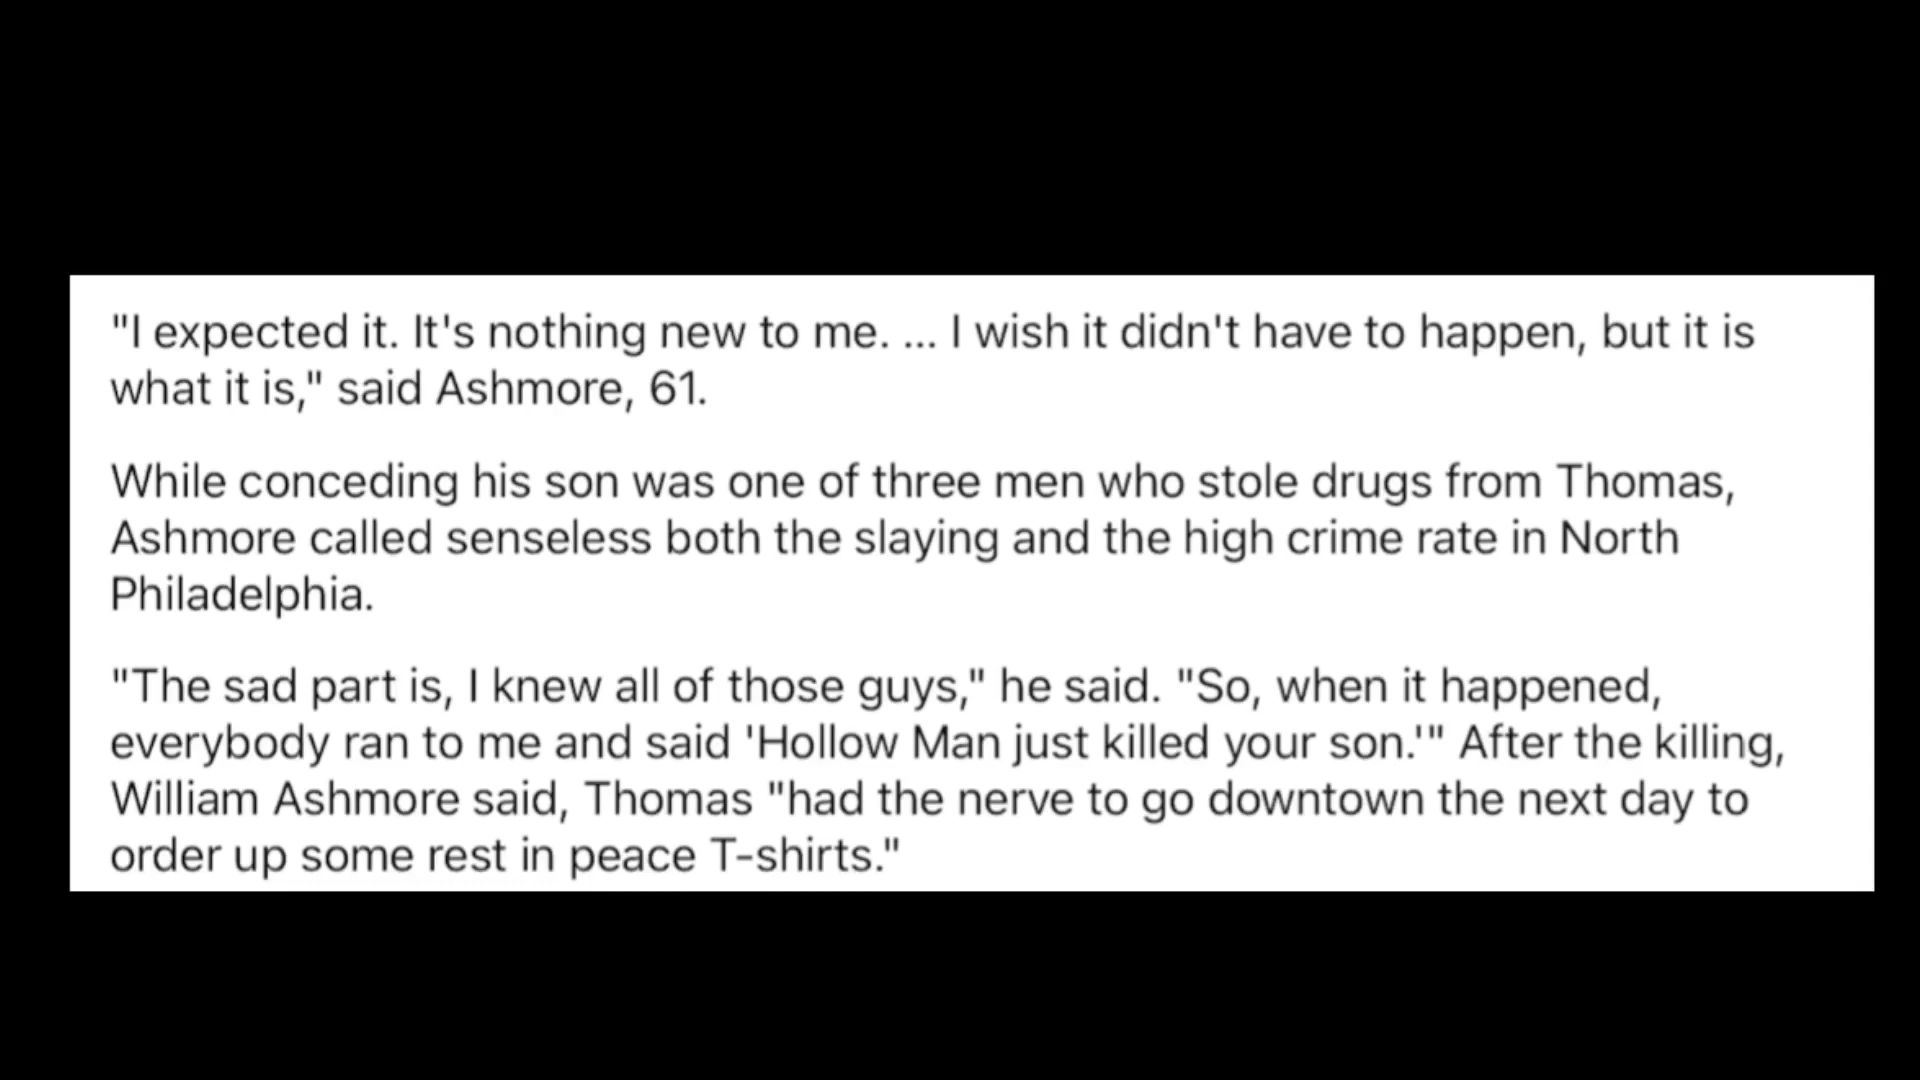 "I expected it. It's nothing new to me. ... I wish it didn't have to happen, but it is
what it is," said Ashmore, 61.
While conceding his son was one of three men who stole drugs from Thomas,
Ashmore called senseless both the slaying and the high crime rate in North
Philadelphia.
"The sad part is, I knew all of those guys," he said. "So, when it happened,
everybody ran to me and said 'Hollow Man just killed your son.'" After the killing,
William Ashmore said, Thomas "had the nerve to go downtown the next day to
order up some rest in peace T-shirts."